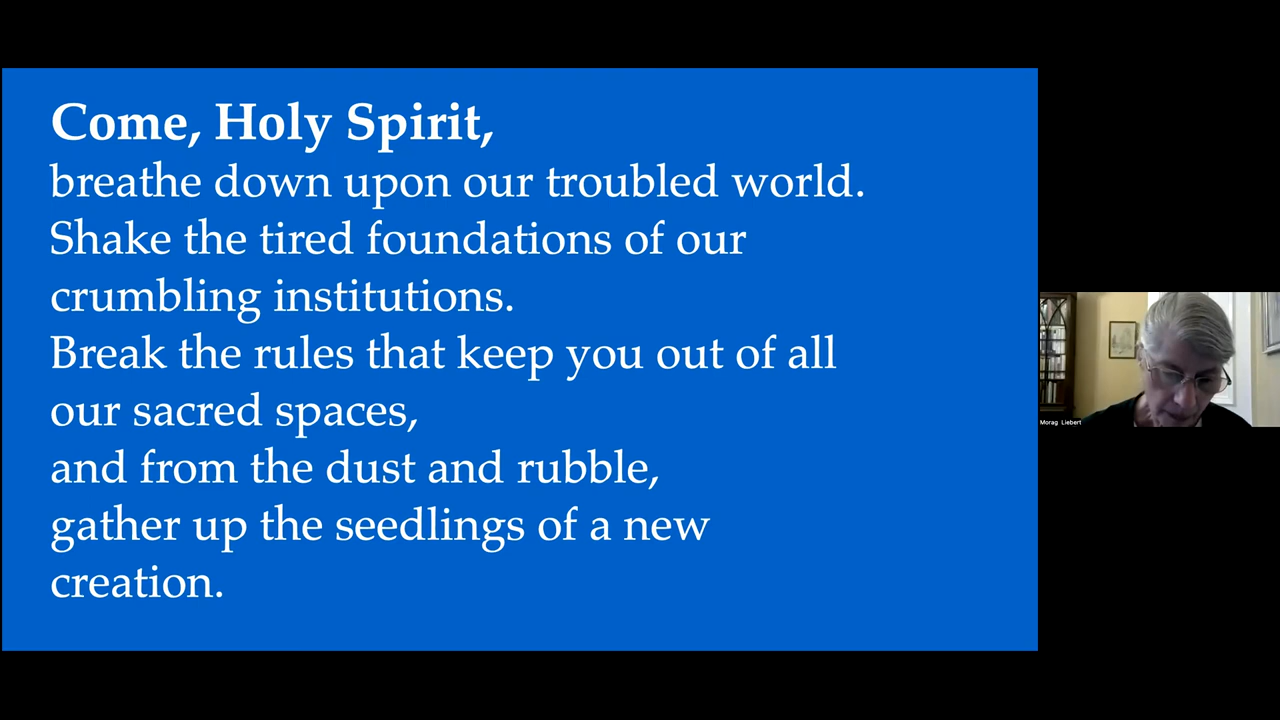 Come, Holy Spirit,
breathe down upon our troubled world.
Shake the tired foundations of our
crumbling institutions.
Break the rules that keep you out of all
our sacred spaces,
and from the dust and rubble,
gather up the seedlings of a new
creation.
Morag Liebert